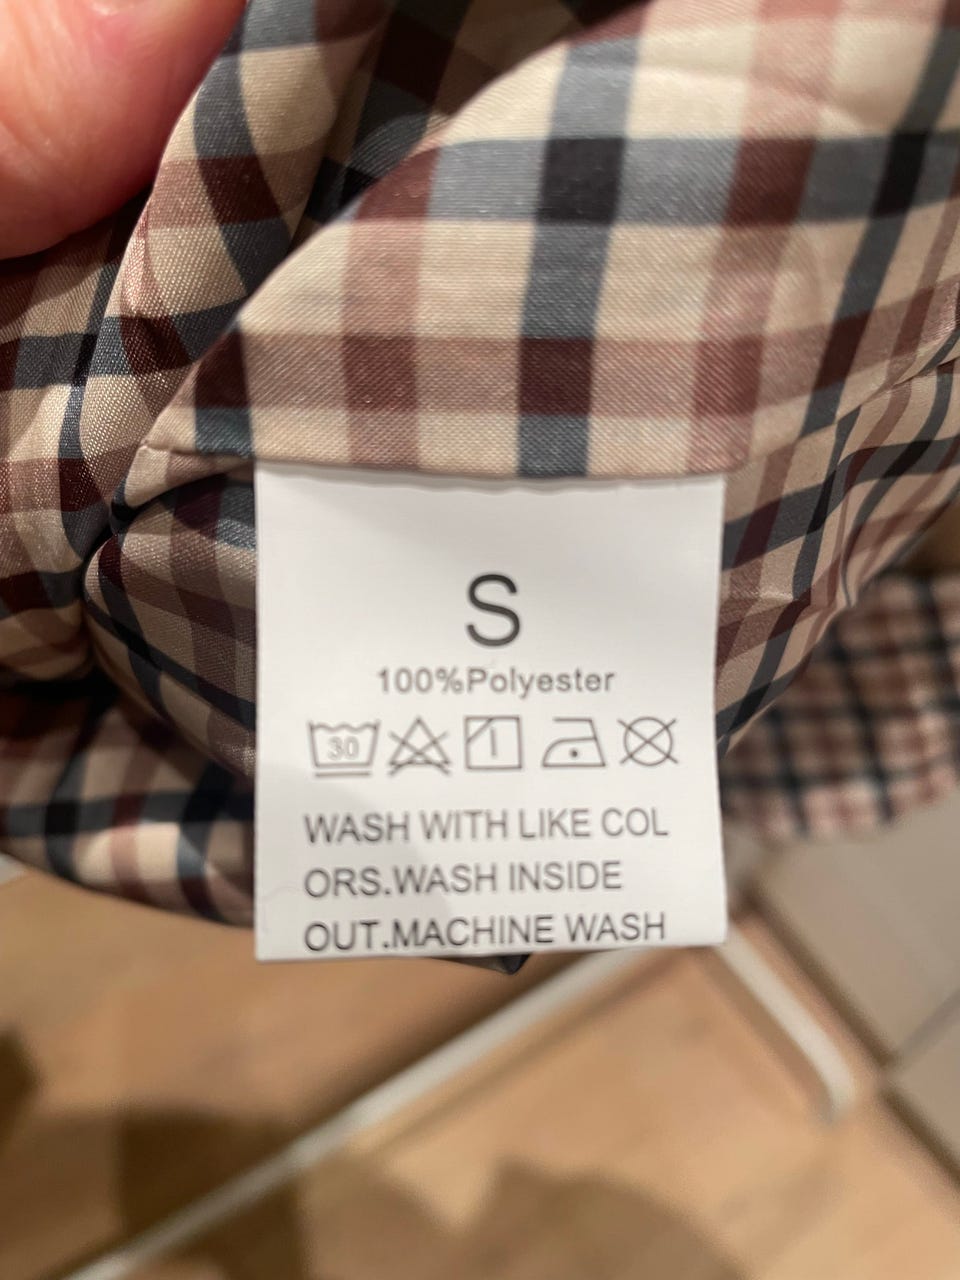 S
100%Polyester
30
WASH WITH LIKE COL
ORS.WASH INSIDE
OUT.MACHINE WASH